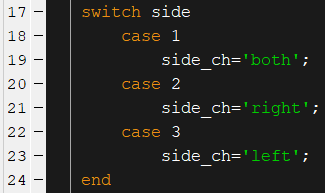 17 - switch side
18 -     case 1
19 -         side_ch='both';
20 -     case 2
21 -         side_ch='right';
22 -     case 3
23 -         side_ch='left';
24 - end